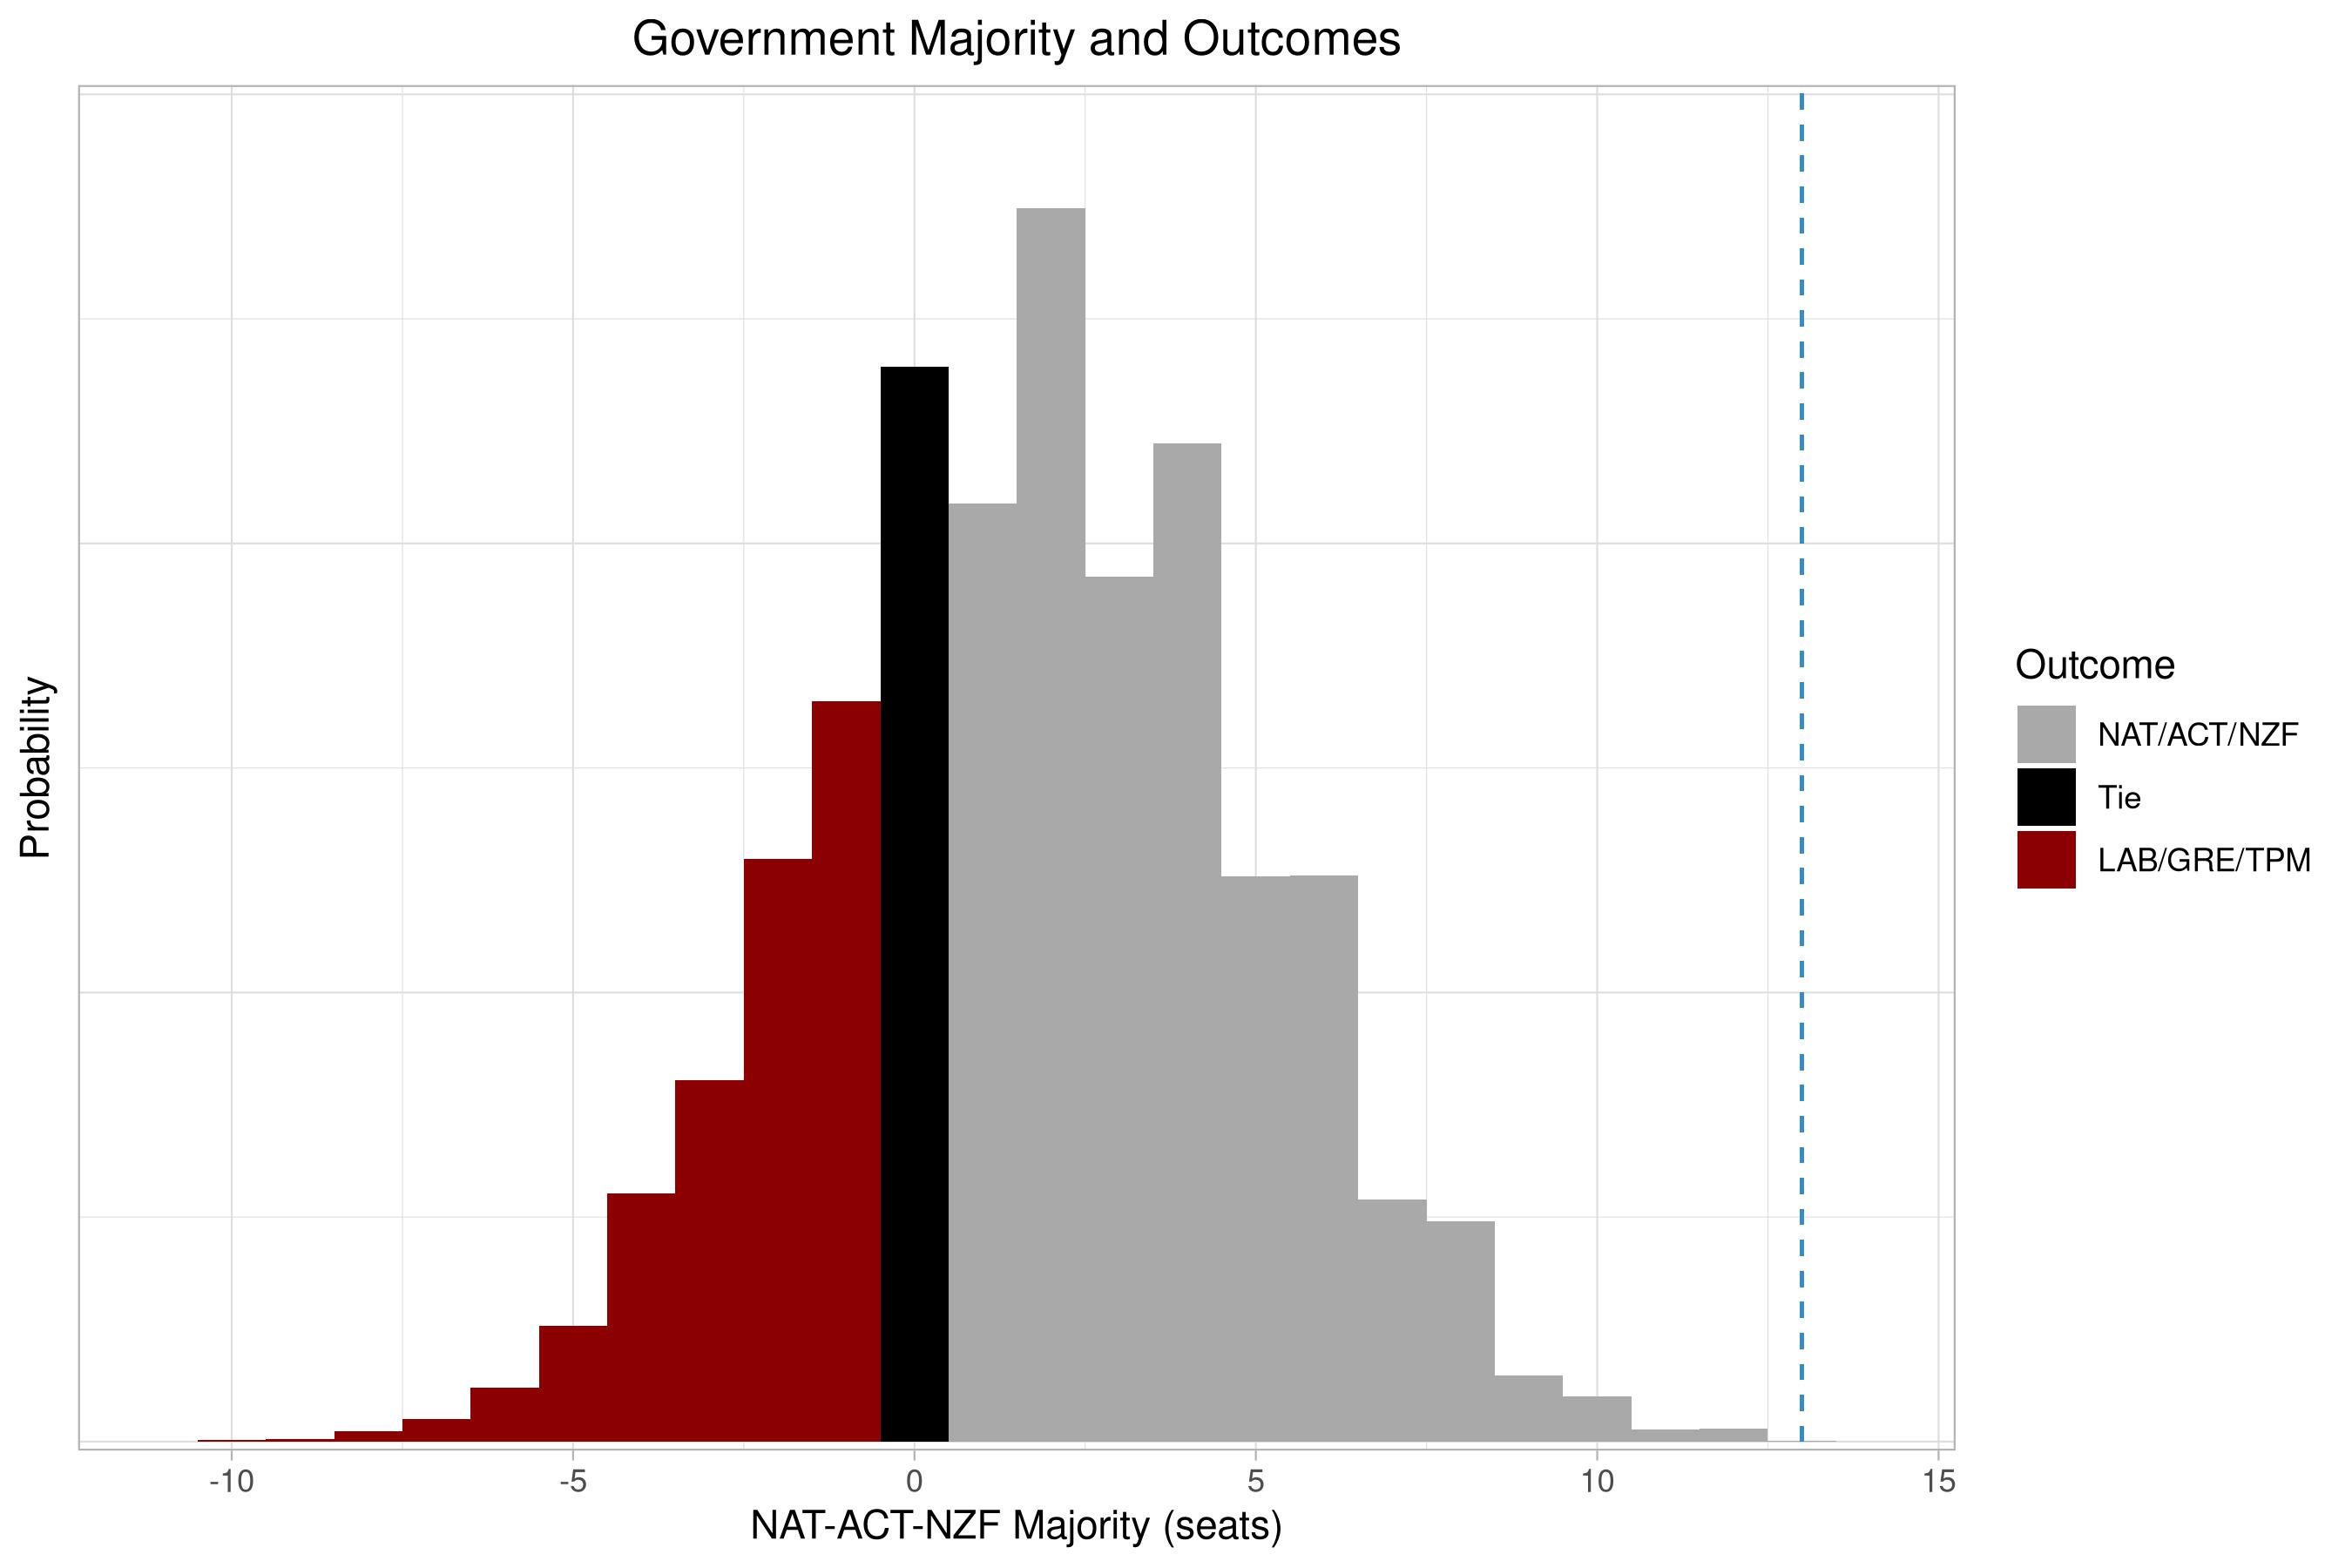 Government Majority and Outcomes
Probability
Outcome
NAT/ACT/NZF
Tie
LAB/GRE/TPM
-10
-5
0
5
10
15
NAT-ACT-NZF Majority (seats)